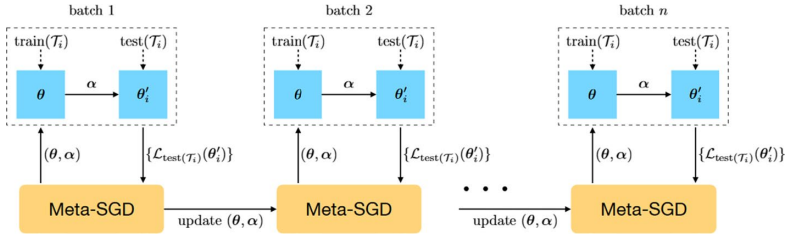 batch 1
batch 2
batch n
train(𝒯ᵢ) test(𝒯ᵢ)
train(𝒯ᵢ) test(𝒯ᵢ)
train(𝒯ᵢ) test(𝒯ᵢ)
θ α θ′ᵢ
θ α θ′ᵢ
θ α θ′ᵢ
(θ, α) {ℒ_test(𝒯ᵢ)(θ′ᵢ)}
(θ, α) {ℒ_test(𝒯ᵢ)(θ′ᵢ)}
(θ, α) {ℒ_test(𝒯ᵢ)(θ′ᵢ)}
Meta-SGD
update (θ, α)
Meta-SGD
• • •
update (θ, α)
Meta-SGD